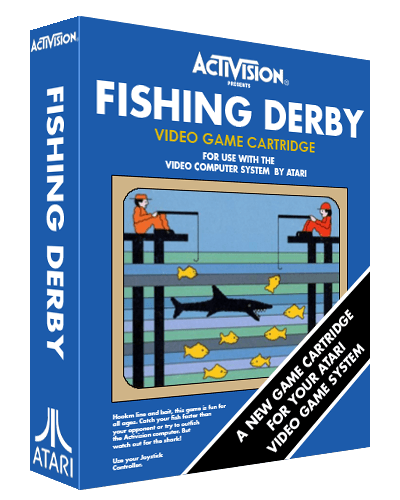 ACTIVISION
FISHING DERBY
ATARI
ACTIVISION®
PRESENTS
FISHING DERBY
VIDEO GAME CARTRIDGE
FOR USE WITH THE
VIDEO COMPUTER SYSTEM BY ATARI
A NEW GAME CARTRIDGE
FOR YOUR ATARI
VIDEO GAME SYSTEM
Hook, line and bait, this game is fun for
all ages. Catch your fish faster than
your opponent or try to outfish
the Activision computer. But
watch out for the shark!
Use your Joystick
Controller.